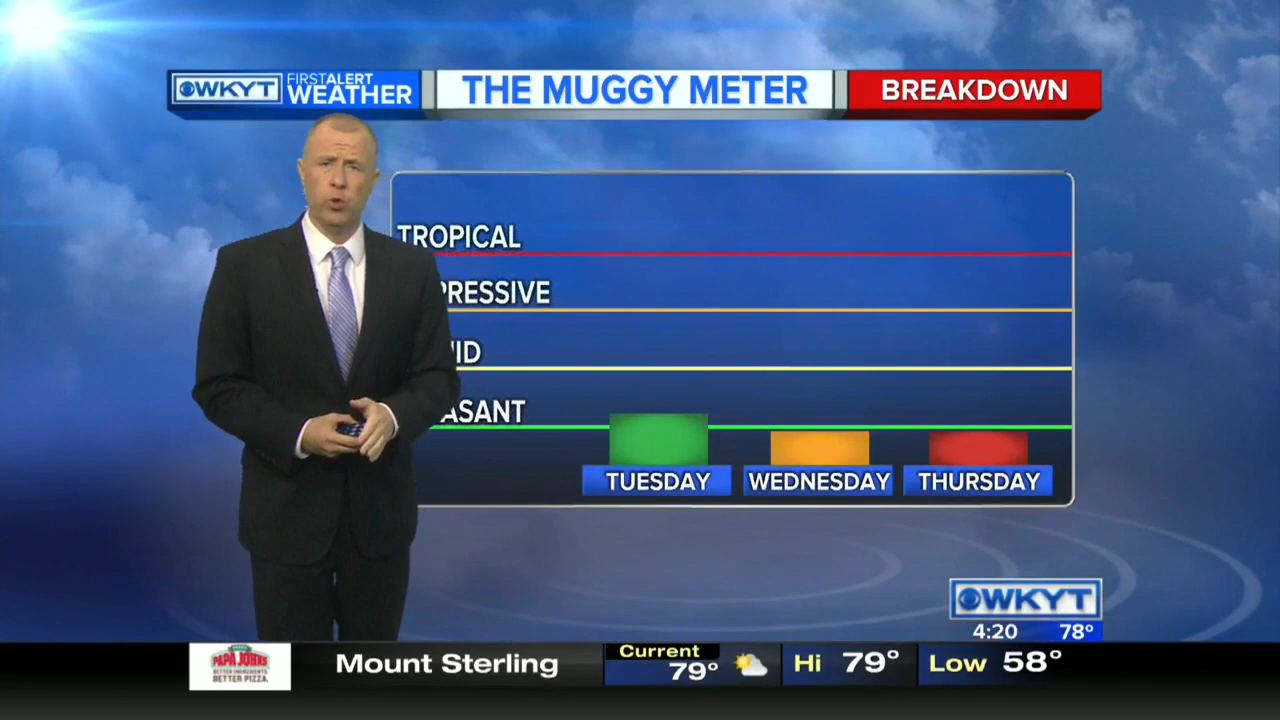 WKYT FIRST ALERT WEATHER THE MUGGY METER BREAKDOWN
TROPICAL
PRESSIVE
ID
ASANT
TUESDAY WEDNESDAY THURSDAY
WKYT
4:20 78°
PAPA JOHNS
BETTER INGREDIENTS.
BETTER PIZZA.
Mount Sterling
Current
79°
Hi 79°
Low 58°